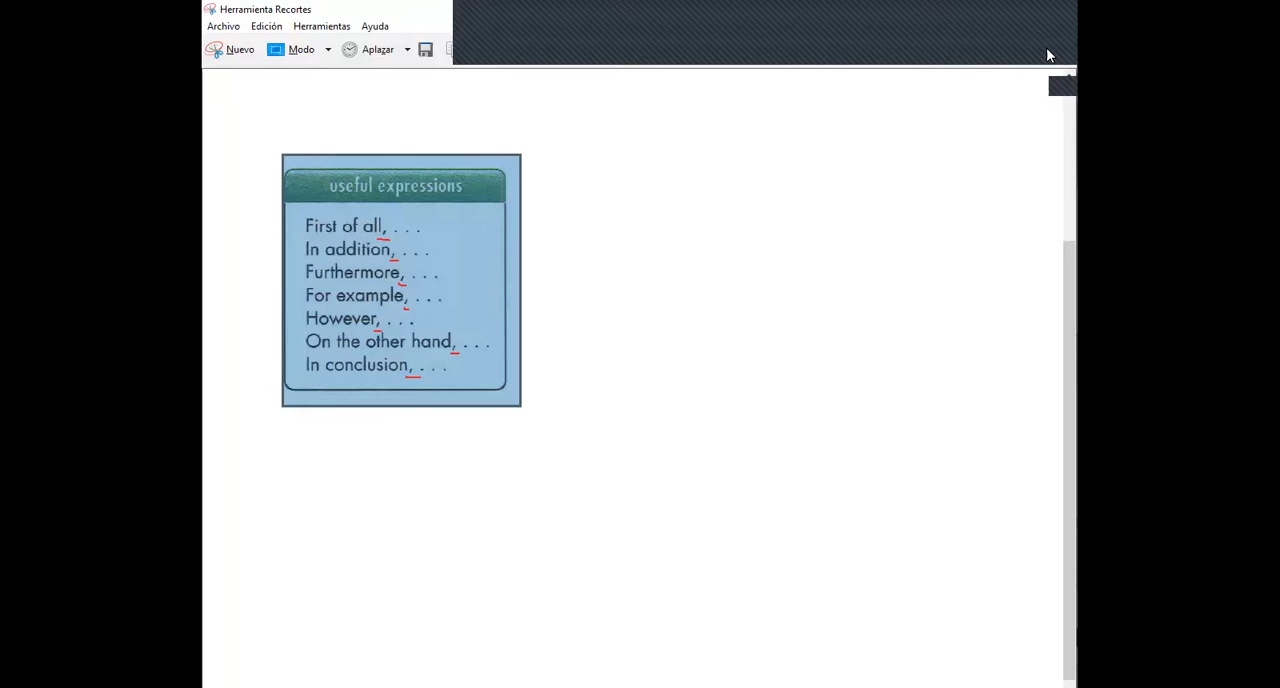 Herramienta Recortes
Archivo Edición Herramientas Ayuda
Nuevo Modo Aplazar
useful expressions
First of all, . . .
In addition, . . .
Furthermore, . . .
For example, . . .
However, . . .
On the other hand, . . .
In conclusion, . . .